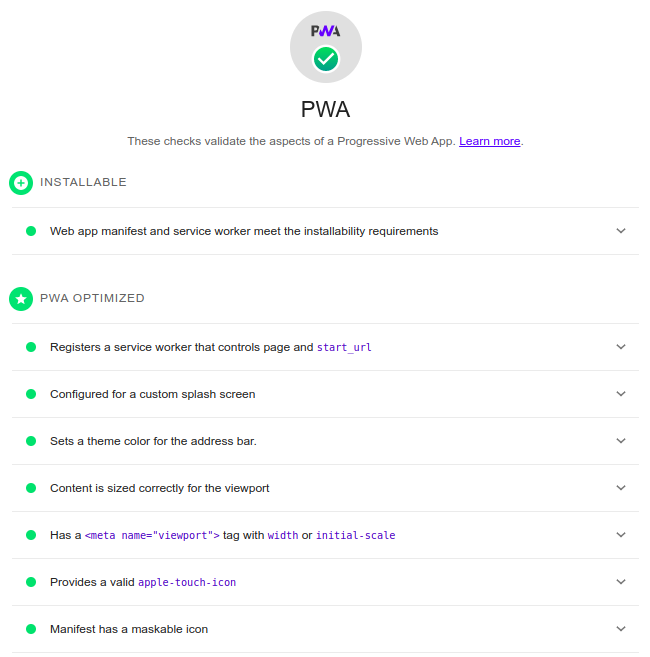 PWA
PWA
These checks validate the aspects of a Progressive Web App. Learn more.
INSTALLABLE
Web app manifest and service worker meet the installability requirements
PWA OPTIMIZED
Registers a service worker that controls page and start_url
Configured for a custom splash screen
Sets a theme color for the address bar.
Content is sized correctly for the viewport
Has a <meta name="viewport"> tag with width or initial-scale
Provides a valid apple-touch-icon
Manifest has a maskable icon